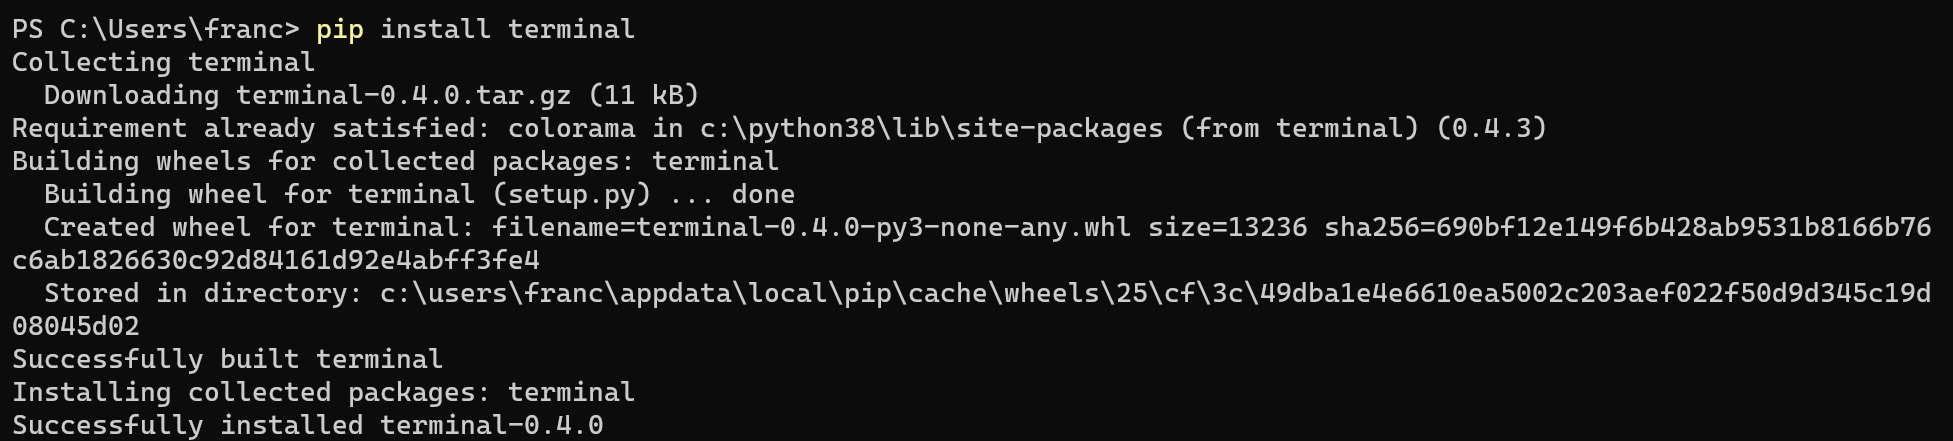 PS C:\Users\franc> pip install terminal
Collecting terminal
  Downloading terminal-0.4.0.tar.gz (11 kB)
Requirement already satisfied: colorama in c:\python38\lib\site-packages (from terminal) (0.4.3)
Building wheels for collected packages: terminal
  Building wheel for terminal (setup.py) ... done
  Created wheel for terminal: filename=terminal-0.4.0-py3-none-any.whl size=13236 sha256=690bf12e149f6b428ab9531b8166b76
c6ab1826630c92d84161d92e4abff3fe4
  Stored in directory: c:\users\franc\appdata\local\pip\cache\wheels\25\cf\3c\49dba1e4e6610ea5002c203aef022f50d9d345c19d
08045d02
Successfully built terminal
Installing collected packages: terminal
Successfully installed terminal-0.4.0